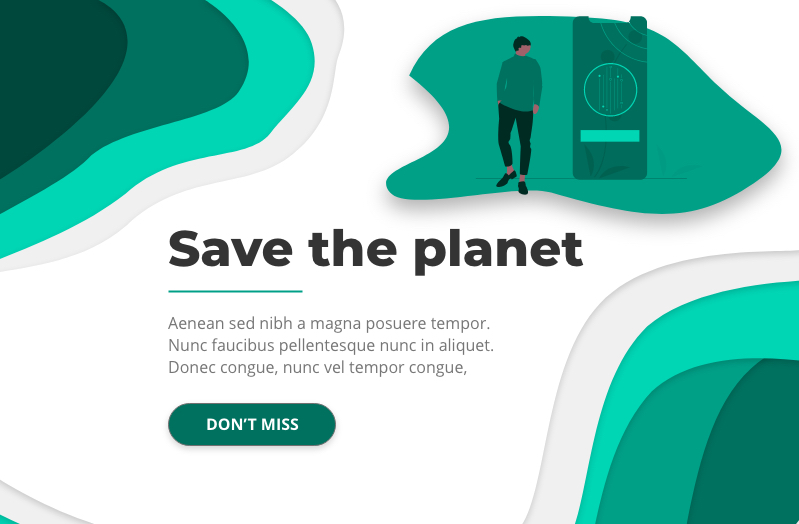 Save the planet
Aenean sed nibh a magna posuere tempor.
Nunc faucibus pellentesque nunc in aliquet.
Donec congue, nunc vel tempor congue,
DON’T MISS